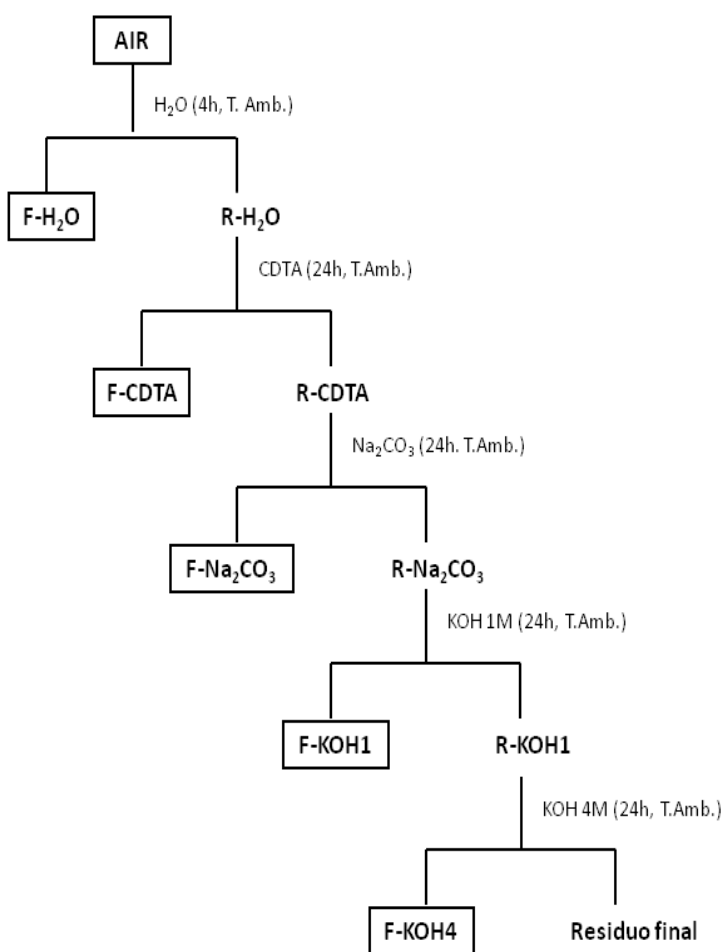 AIR
H₂O (4h, T. Amb.)
F-H₂O
R-H₂O
CDTA (24h, T.Amb.)
F-CDTA
R-CDTA
Na₂CO₃ (24h. T.Amb.)
F-Na₂CO₃
R-Na₂CO₃
KOH 1M (24h, T.Amb.)
F-KOH1
R-KOH1
KOH 4M (24h, T.Amb.)
F-KOH4
Residuo final